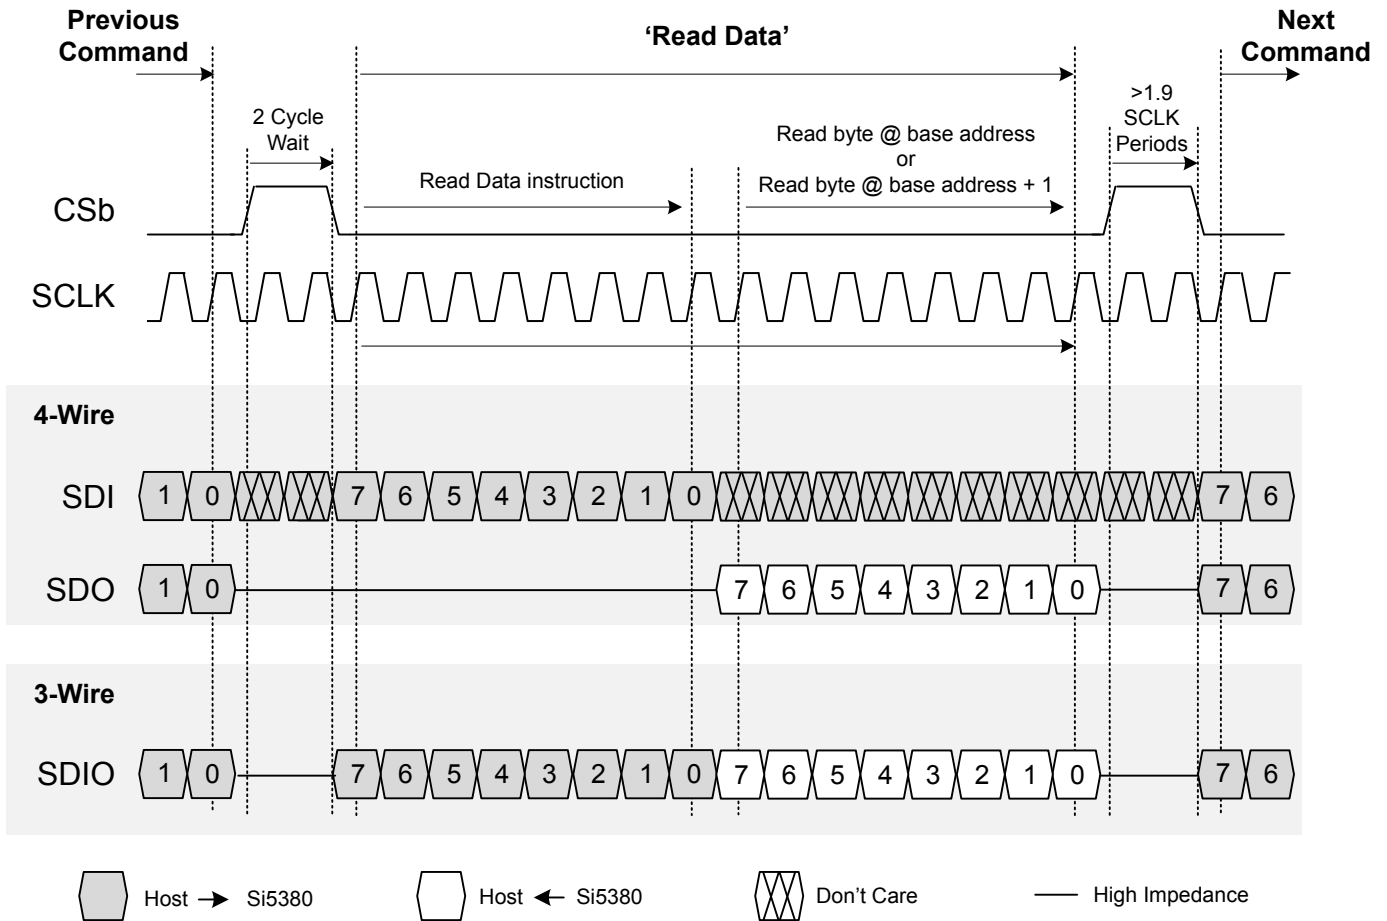 Previous
Command
'Read Data'
Next
Command
2 Cycle
Wait
>1.9
SCLK
Periods
Read byte @ base address
or
Read byte @ base address + 1
Read Data instruction
CSb
SCLK
4-Wire
SDI 1 0 7 6 5 4 3 2 1 0 7 6
SDO 1 0 7 6 5 4 3 2 1 0 7 6
3-Wire
SDIO 1 0 7 6 5 4 3 2 1 0 7 6 5 4 3 2 1 0 7 6
Host → Si5380
Host ← Si5380
Don't Care
High Impedance